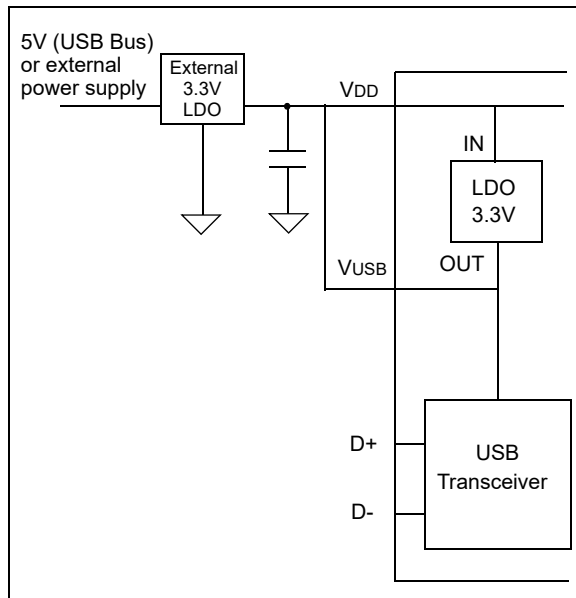 5V (USB Bus)
or external
power supply
External
3.3V
LDO
VDD
IN
LDO
3.3V
OUT
VUSB
D+
D-
USB
Transceiver